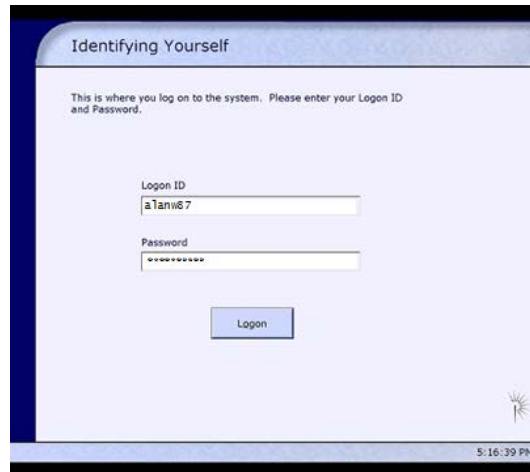 Identifying Yourself
This is where you log on to the system. Please enter your Logon ID
and Password.
Logon ID
alanw87
Password
**********
Logon
5:16:39 PM